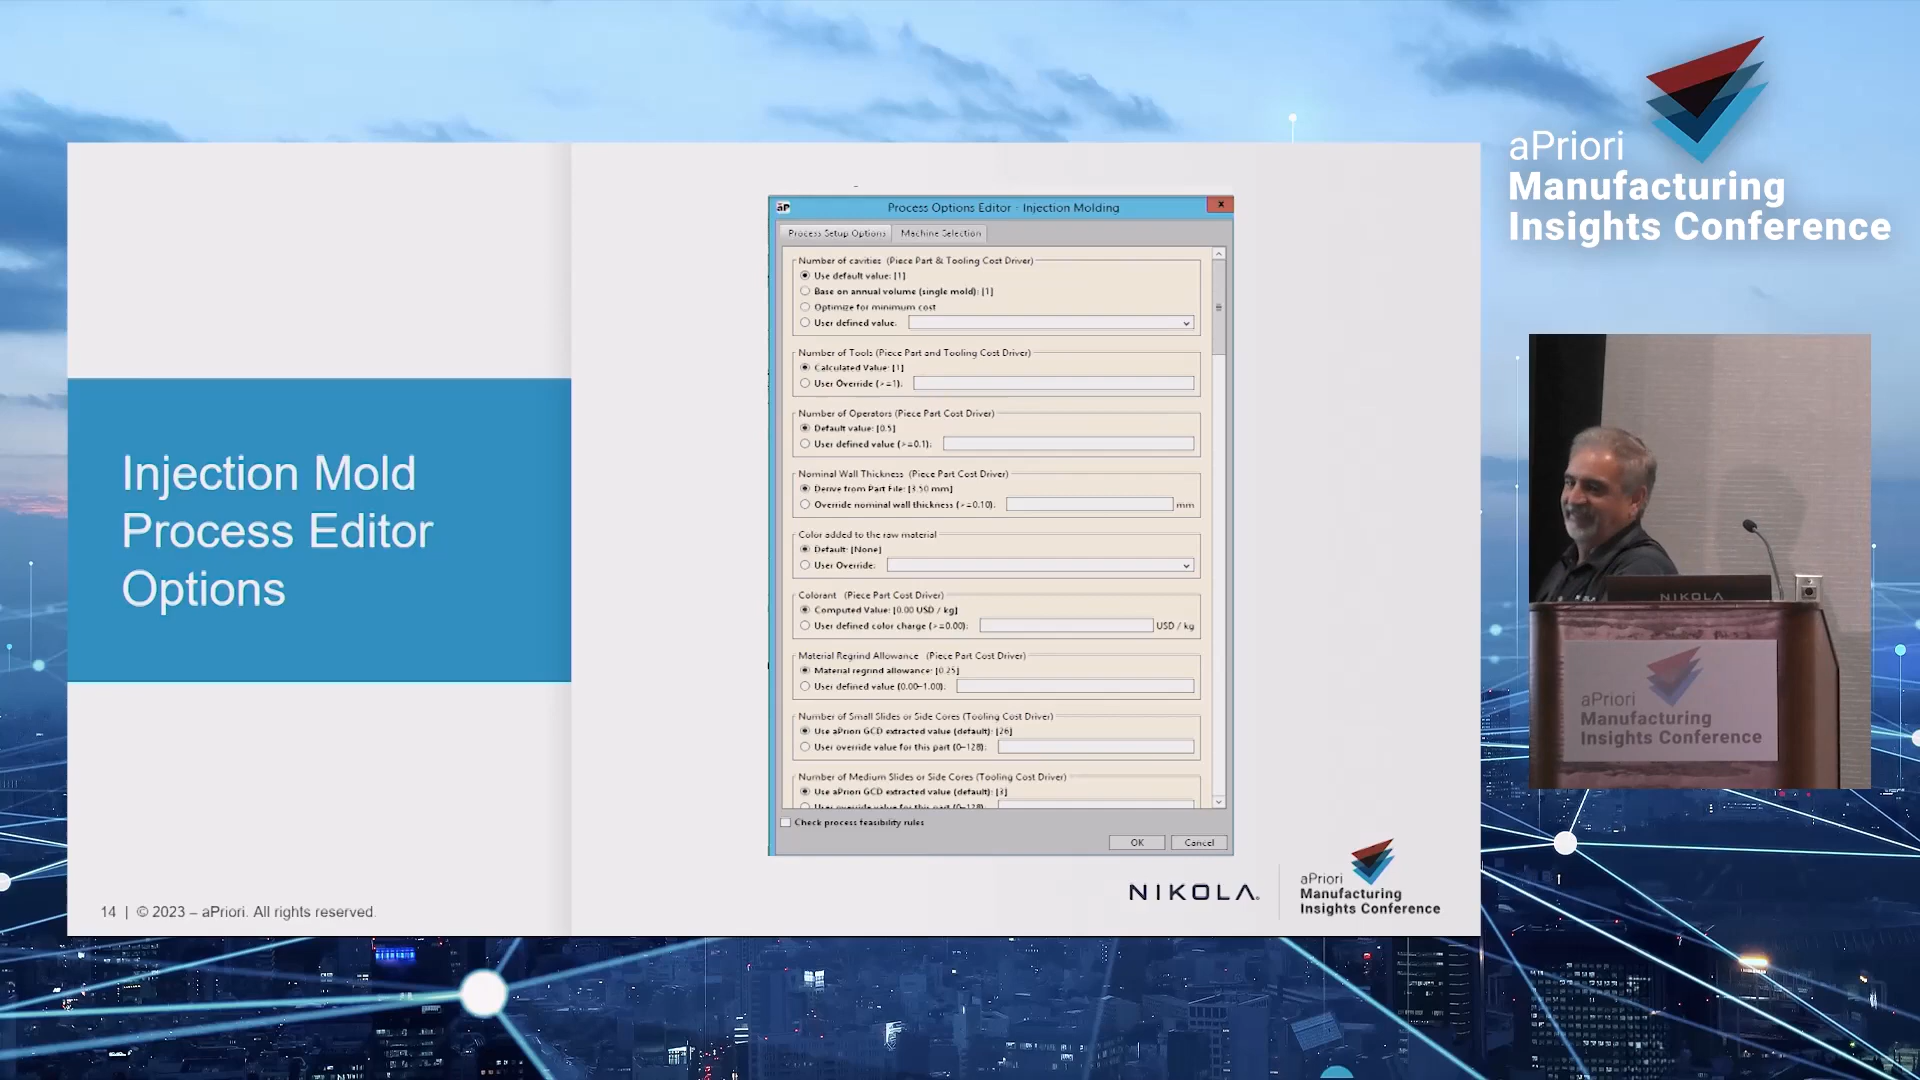 aPriori
Manufacturing
Insights Conference
Injection Mold
Process Editor
Options
aP
Process Options Editor - Injection Molding
x
Process Setup Options
Machine Selection
Number of cavities (Piece Part & Tooling Cost Driver)
Use default value: [1]
Base on annual volume (single mold): [1]
Optimize for minimum cost
User defined value:
Number of Tools (Piece Part and Tooling Cost Driver)
Calculated Value: [1]
User Override (>=1):
Number of Operators (Piece Part Cost Driver)
Default value: [0.5]
User defined value (>=0.1):
Nominal Wall Thickness (Piece Part Cost Driver)
Derive from Part File: [3.50 mm]
Override nominal wall thickness (>=0.10): mm
Color added to the raw material
Default: [None]
User Override:
Colorant (Piece Part Cost Driver)
Computed Value: [0.00 USD / kg]
User defined color charge (>=0.00): USD / kg
Material Regrind Allowance (Piece Part Cost Driver)
Material regrind allowance: [0.25]
User defined value (0.00-1.00):
Number of Small Slides or Side Cores (Tooling Cost Driver)
Use aPriori GCD extracted value (default): [26]
User override value for this part (0-128):
Number of Medium Slides or Side Cores (Tooling Cost Driver)
Use aPriori GCD extracted value (default): [3]
User override value for this part (0-128):
Check process feasibility rules
OK
Cancel
NIKOLA
aPriori
Manufacturing
Insights Conference
14 | © 2023 – aPriori. All rights reserved.
NIKOLA
aPriori
Manufacturing
Insights Conference